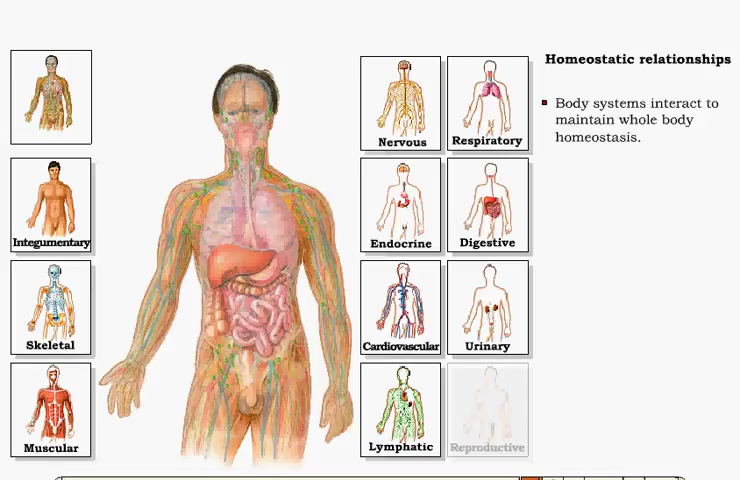 Homeostatic relationships
Body systems interact to
maintain whole body
homeostasis.
Nervous
Respiratory
Integumentary
Endocrine
Digestive
Skeletal
Cardiovascular
Urinary
Muscular
Lymphatic
Reproductive